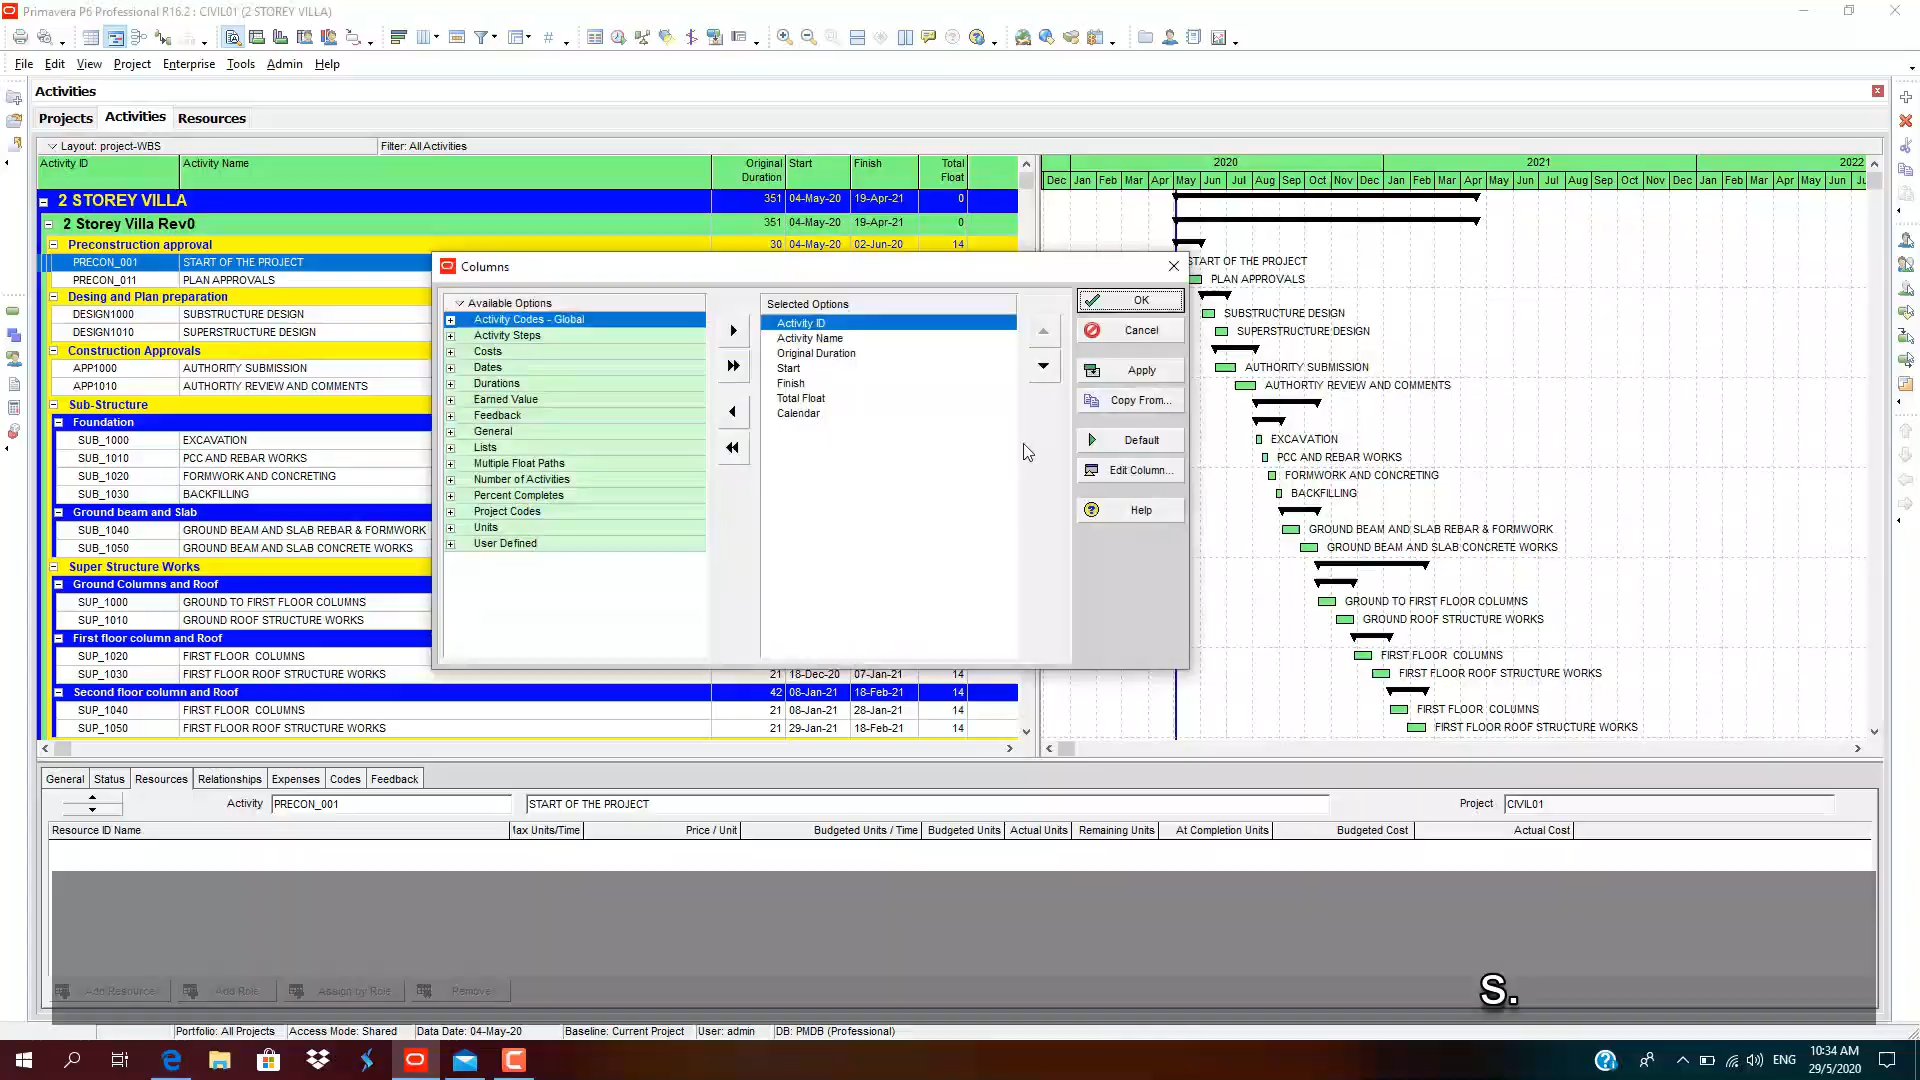 Primavera P6 Professional R16.2 : CIVIL01 (2 STOREY VILLA)
File Edit View Project Enterprise Tools Admin Help
Activities
Projects Activities Resources
Layout: project-WBS Filter: All Activities
Activity ID Activity Name Original Duration Start Finish Total Float
2020 2021 2022
Dec Jan Feb Mar Apr May Jun Jul Aug Sep Oct Nov Dec Jan Feb Mar Apr May Jun Jul Aug Sep Oct Nov Dec Jan Feb Mar Apr May Jun
2 STOREY VILLA 351 04-May-20 19-Apr-21 0
2 Storey Villa Rev0 351 04-May-20 19-Apr-21 0
Preconstruction approval 30 04-May-20 02-Jun-20 14
PRECON_001 START OF THE PROJECT
PRECON_011 PLAN APPROVALS
Desing and Plan preparation
DESIGN1000 SUBSTRUCTURE DESIGN
DESIGN1010 SUPERSTRUCTURE DESIGN
Construction Approvals
APP1000 AUTHORITY SUBMISSION
APP1010 AUTHORTIY REVIEW AND COMMENTS
Sub-Structure
Foundation
SUB_1000 EXCAVATION
SUB_1010 PCC AND REBAR WORKS
SUB_1020 FORMWORK AND CONCRETING
SUB_1030 BACKFILLING
Ground beam and Slab
SUB_1040 GROUND BEAM AND SLAB REBAR & FORMWORK
SUB_1050 GROUND BEAM AND SLAB CONCRETE WORKS
Super Structure Works
Ground Columns and Roof
SUP_1000 GROUND TO FIRST FLOOR COLUMNS
SUP_1010 GROUND ROOF STRUCTURE WORKS
First floor column and Roof
SUP_1020 FIRST FLOOR COLUMNS
SUP_1030 FIRST FLOOR ROOF STRUCTURE WORKS 21 18-Dec-20 07-Jan-21 14
Second floor column and Roof 42 08-Jan-21 18-Feb-21 14
SUP_1040 FIRST FLOOR COLUMNS 21 08-Jan-21 28-Jan-21 14
SUP_1050 FIRST FLOOR ROOF STRUCTURE WORKS 21 29-Jan-21 18-Feb-21 14
Columns
Available Options
Activity Codes - Global
Activity Steps
Costs
Dates
Durations
Earned Value
Feedback
General
Lists
Multiple Float Paths
Number of Activities
Percent Completes
Project Codes
Units
User Defined
Selected Options
Activity ID
Activity Name
Original Duration
Start
Finish
Total Float
Calendar
OK
Cancel
Apply
Copy From...
Default
Edit Column...
Help
START OF THE PROJECT
PLAN APPROVALS
SUBSTRUCTURE DESIGN
SUPERSTRUCTURE DESIGN
AUTHORITY SUBMISSION
AUTHORTIY REVIEW AND COMMENTS
EXCAVATION
PCC AND REBAR WORKS
FORMWORK AND CONCRETING
BACKFILLING
GROUND BEAM AND SLAB REBAR & FORMWORK
GROUND BEAM AND SLAB CONCRETE WORKS
GROUND TO FIRST FLOOR COLUMNS
GROUND ROOF STRUCTURE WORKS
FIRST FLOOR COLUMNS
FIRST FLOOR ROOF STRUCTURE WORKS
FIRST FLOOR COLUMNS
FIRST FLOOR ROOF STRUCTURE WORKS
General Status Resources Relationships Expenses Codes Feedback
Activity PRECON_001 START OF THE PROJECT Project CIVIL01
Resource ID Name Max Units/Time Price / Unit Budgeted Units / Time Budgeted Units Actual Units Remaining Units At Completion Units Budgeted Cost Actual Cost
Add Resource Add Role Assign by Role Remove
s.
Portfolio: All Projects Access Mode: Shared Data Date: 04-May-20 Baseline: Current Project User: admin DB: PMDB (Professional)
ENG 10:34 AM
29/5/2020